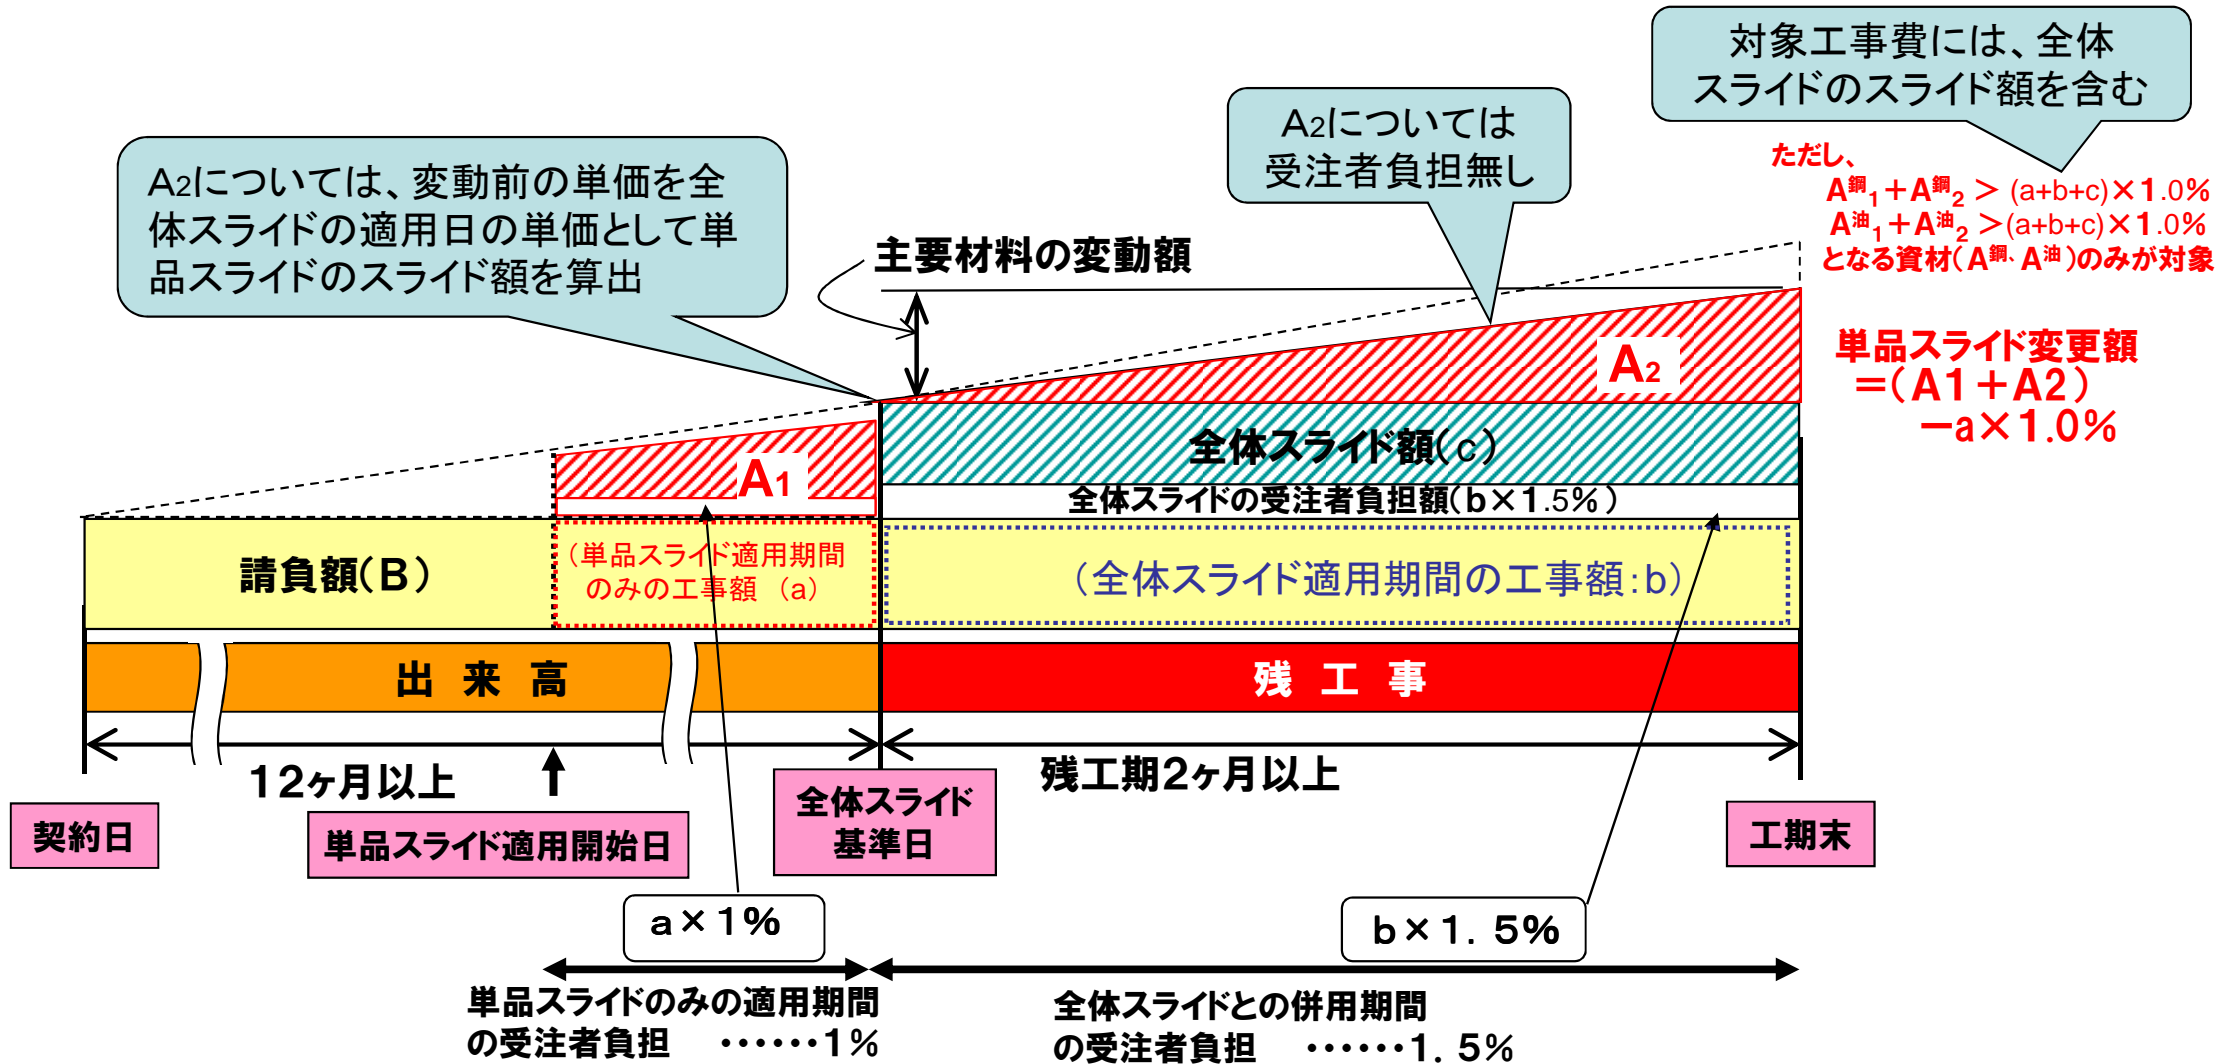 対象工事費には、全体
スライドのスライド額を含む
A2については
受注者負担無し
A2については、変動前の単価を全
体スライドの適用日の単価として単
品スライドのスライド額を算出
ただし、
A鋼1＋A鋼2 ＞(a+b+c)×1.0%
A油1＋A油2 ＞(a+b+c)×1.0%
となる資材(A鋼、A油)のみが対象
主要材料の変動額
単品スライド変更額
＝(A1＋A2)
－a×1.0%
A2
A1
全体スライド額(c)
全体スライドの受注者負担額(b×1.5%)
請負額(B)
(単品スライド適用期間
のみの工事額 (a)
(全体スライド適用期間の工事額:b)
出 来 高
残 工 事
12ヶ月以上
残工期2ヶ月以上
契約日
単品スライド適用開始日
全体スライド
基準日
工期末
a×1%
b×1.5%
単品スライドのみの適用期間
の受注者負担 ‥‥‥1%
全体スライドとの併用期間
の受注者負担 ‥‥‥1.5%